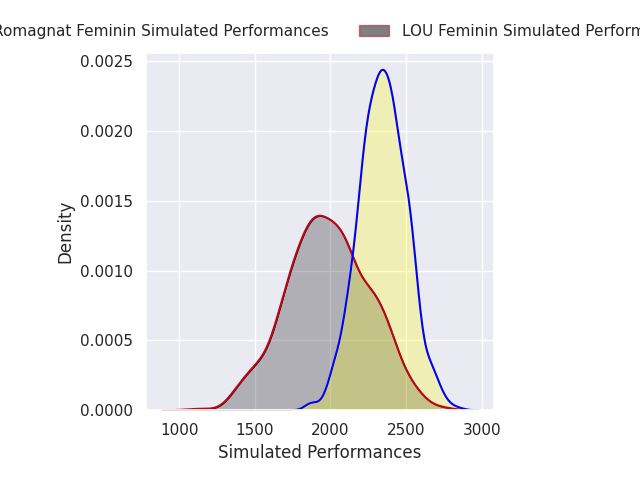 Romagnat Feminin Simulated Performances
LOU Feminin Simulated Perform
0.0025
0.0020
0.0015
0.0010
0.0005
0.0000
Density
1000 1500 2000 2500 3000
Simulated Performances